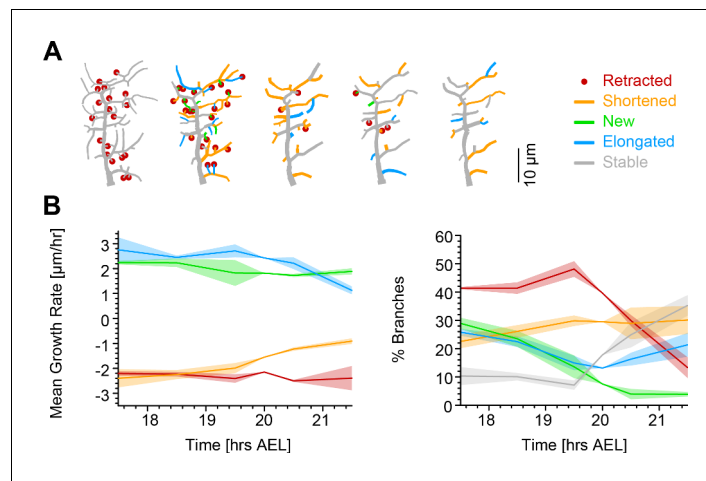 A
Retracted
Shortened
New
Elongated
Stable
10 µm
B
Mean Growth Rate [µm/hr]
3
2
1
0
-1
-2
-3
18
19
20
21
Time [hrs AEL]
% Branches
60
50
40
30
20
10
0
18
19
20
21
Time [hrs AEL]